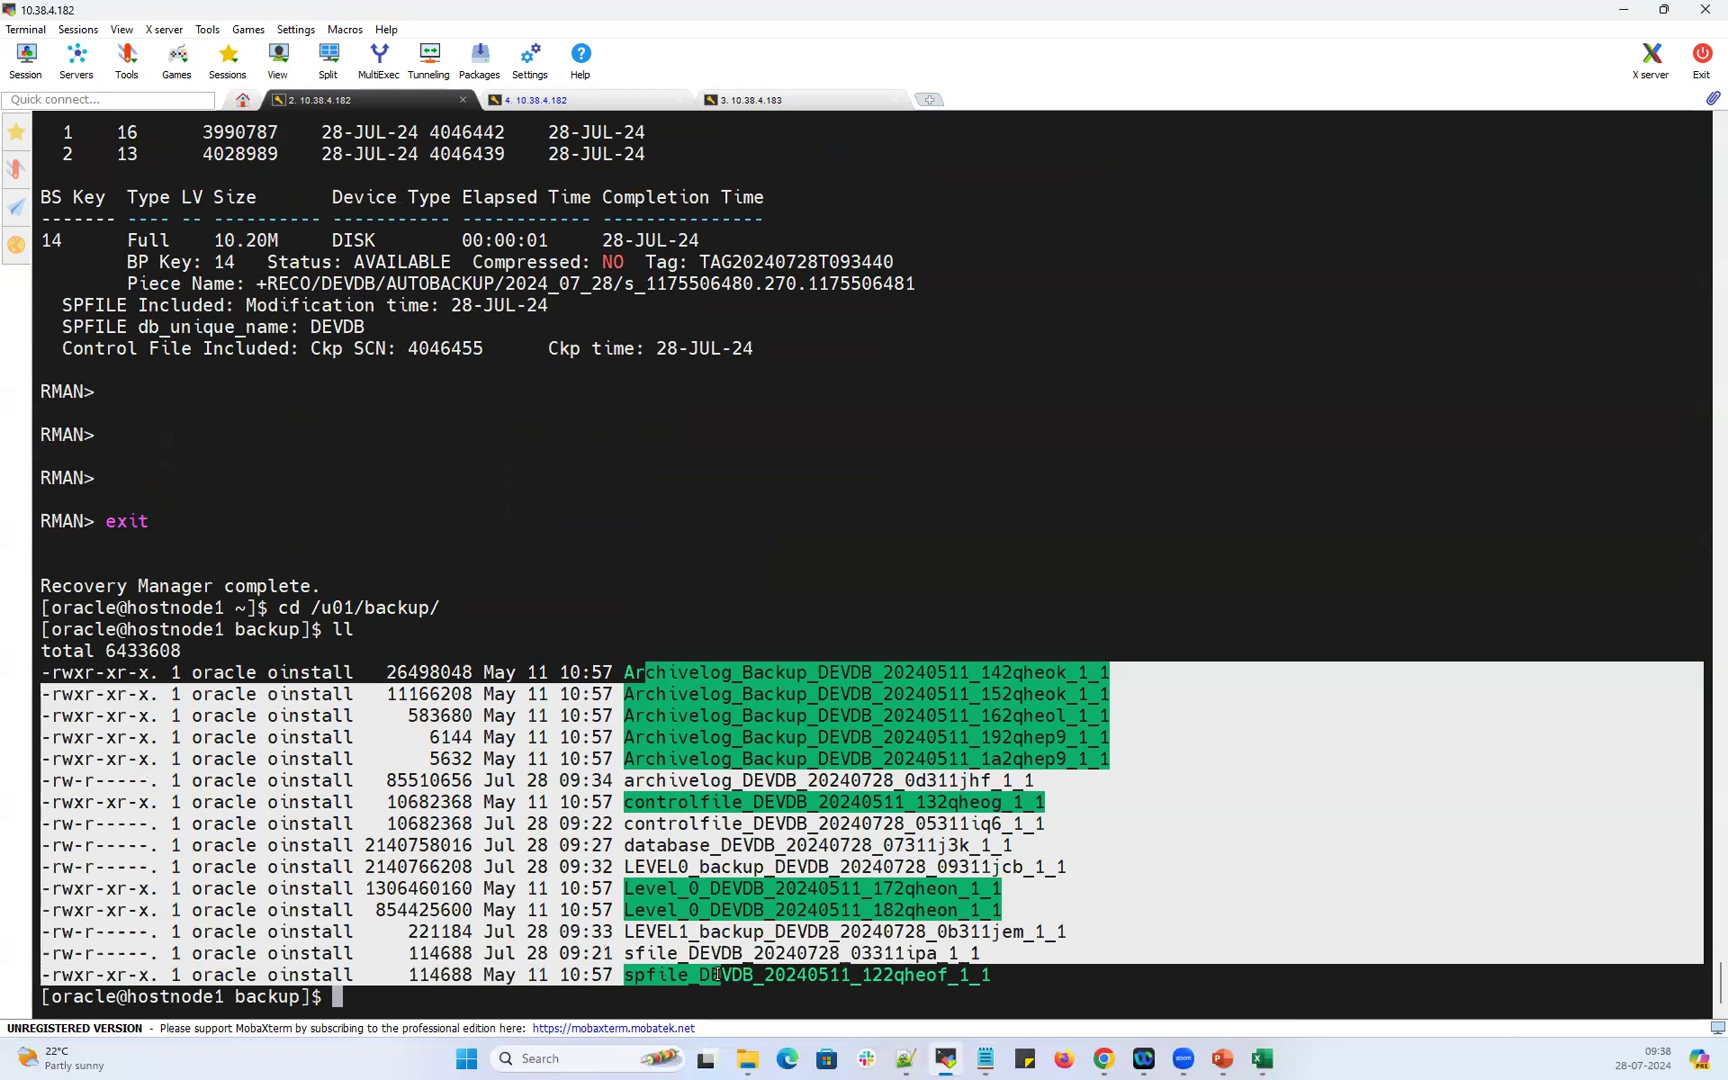 10.38.4.182
Terminal Sessions View X server Tools Games Settings Macros Help
Session Servers Tools Games Sessions View Split MultiExec Tunneling Packages Settings Help X server Exit
Quick connect... 2. 10.38.4.182 4. 10.38.4.182 3. 10.38.4.183
1 16 3990787 28-JUL-24 4046442 28-JUL-24
2 13 4028989 28-JUL-24 4046439 28-JUL-24
BS Key Type LV Size Device Type Elapsed Time Completion Time
------- ---- -- ---------- ----------- ------------ ---------------
14 Full 10.20M DISK 00:00:01 28-JUL-24
BP Key: 14 Status: AVAILABLE Compressed: NO Tag: TAG20240728T093440
Piece Name: +RECO/DEVDB/AUTOBACKUP/2024_07_28/s_1175506480.270.1175506481
SPFILE Included: Modification time: 28-JUL-24
SPFILE db_unique_name: DEVDB
Control File Included: Ckp SCN: 4046455 Ckp time: 28-JUL-24
RMAN>
RMAN>
RMAN>
RMAN> exit
Recovery Manager complete.
[oracle@hostnode1 ~]$ cd /u01/backup/
[oracle@hostnode1 backup]$ ll
total 6433608
-rwxr-xr-x. 1 oracle oinstall 26498048 May 11 10:57 Archivelog_Backup_DEVDB_20240511_142qheok_1_1
-rwxr-xr-x. 1 oracle oinstall 11166208 May 11 10:57 Archivelog_Backup_DEVDB_20240511_152qheok_1_1
-rwxr-xr-x. 1 oracle oinstall 583680 May 11 10:57 Archivelog_Backup_DEVDB_20240511_162qheol_1_1
-rwxr-xr-x. 1 oracle oinstall 6144 May 11 10:57 Archivelog_Backup_DEVDB_20240511_192qhep9_1_1
-rwxr-xr-x. 1 oracle oinstall 5632 May 11 10:57 Archivelog_Backup_DEVDB_20240511_1a2qhep9_1_1
-rw-r-----. 1 oracle oinstall 85510656 Jul 28 09:34 archivelog_DEVDB_20240728_0d311jhf_1_1
-rwxr-xr-x. 1 oracle oinstall 10682368 May 11 10:57 controlfile_DEVDB_20240511_132qheog_1_1
-rw-r-----. 1 oracle oinstall 10682368 Jul 28 09:22 controlfile_DEVDB_20240728_05311iq6_1_1
-rw-r-----. 1 oracle oinstall 2140758016 Jul 28 09:27 database_DEVDB_20240728_07311j3k_1_1
-rw-r-----. 1 oracle oinstall 2140766208 Jul 28 09:32 LEVEL0_backup_DEVDB_20240728_09311jcb_1_1
-rwxr-xr-x. 1 oracle oinstall 1306460160 May 11 10:57 Level_0_DEVDB_20240511_172qheon_1_1
-rwxr-xr-x. 1 oracle oinstall 854425600 May 11 10:57 Level_0_DEVDB_20240511_182qheon_1_1
-rw-r-----. 1 oracle oinstall 221184 Jul 28 09:33 LEVEL1_backup_DEVDB_20240728_0b311jem_1_1
-rw-r-----. 1 oracle oinstall 114688 Jul 28 09:21 sfile_DEVDB_20240728_03311ipa_1_1
-rwxr-xr-x. 1 oracle oinstall 114688 May 11 10:57 spfile_DEVDB_20240511_122qheof_1_1
[oracle@hostnode1 backup]$
UNREGISTERED VERSION - Please support MobaXterm by subscribing to the professional edition here: https://mobaxterm.mobatek.net
22°C
Partly sunny
Search
zoom
09:38
28-07-2024
PRE